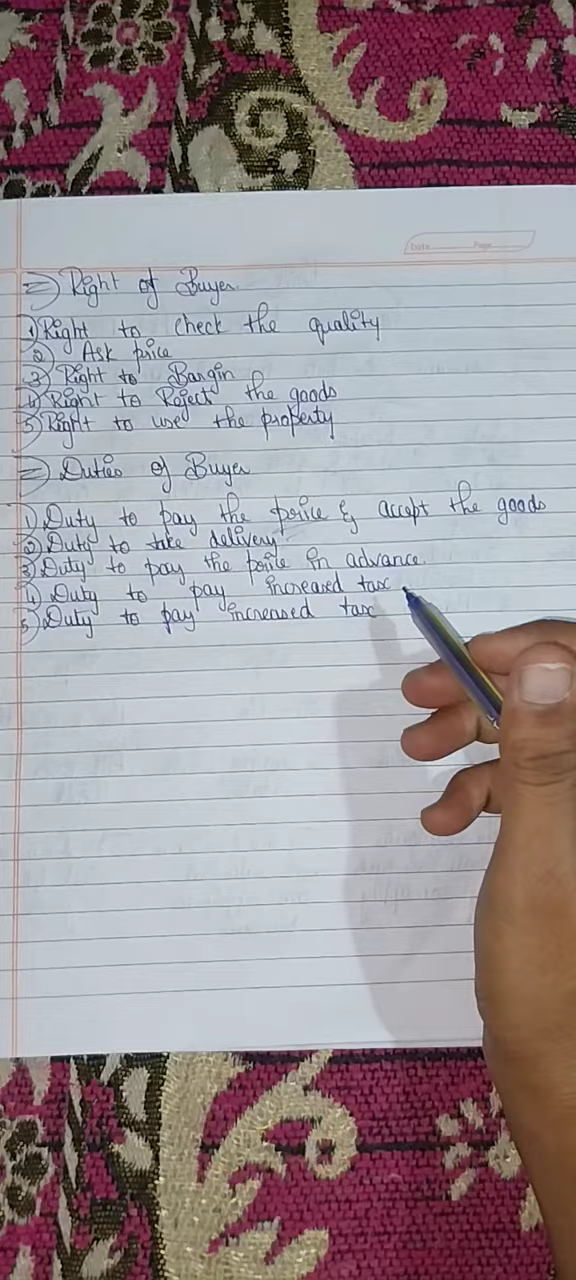 Date Page
=) Right of Buyer
1) Right to check the quality
2) Ask price
3) Right to Bargin
4) Right to Reject the goods
5) Right to use the property
=) Duties of Buyer
1) Duty to pay the price & accept the goods
2) Duty to take delivery
3) Duty to pay the price in advance.
4) Duty to pay increased tax
5) Duty to pay increased tax